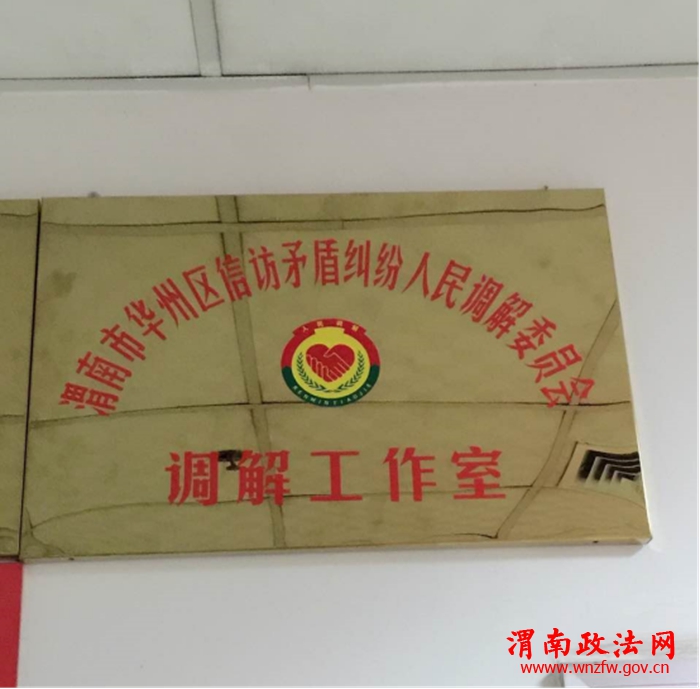 渭南市华州区信访矛盾纠纷人民调解委员会
人民调解
RENMINTIAOJIE
调解工作室
渭南政法网
www.wnzfw.gov.cn